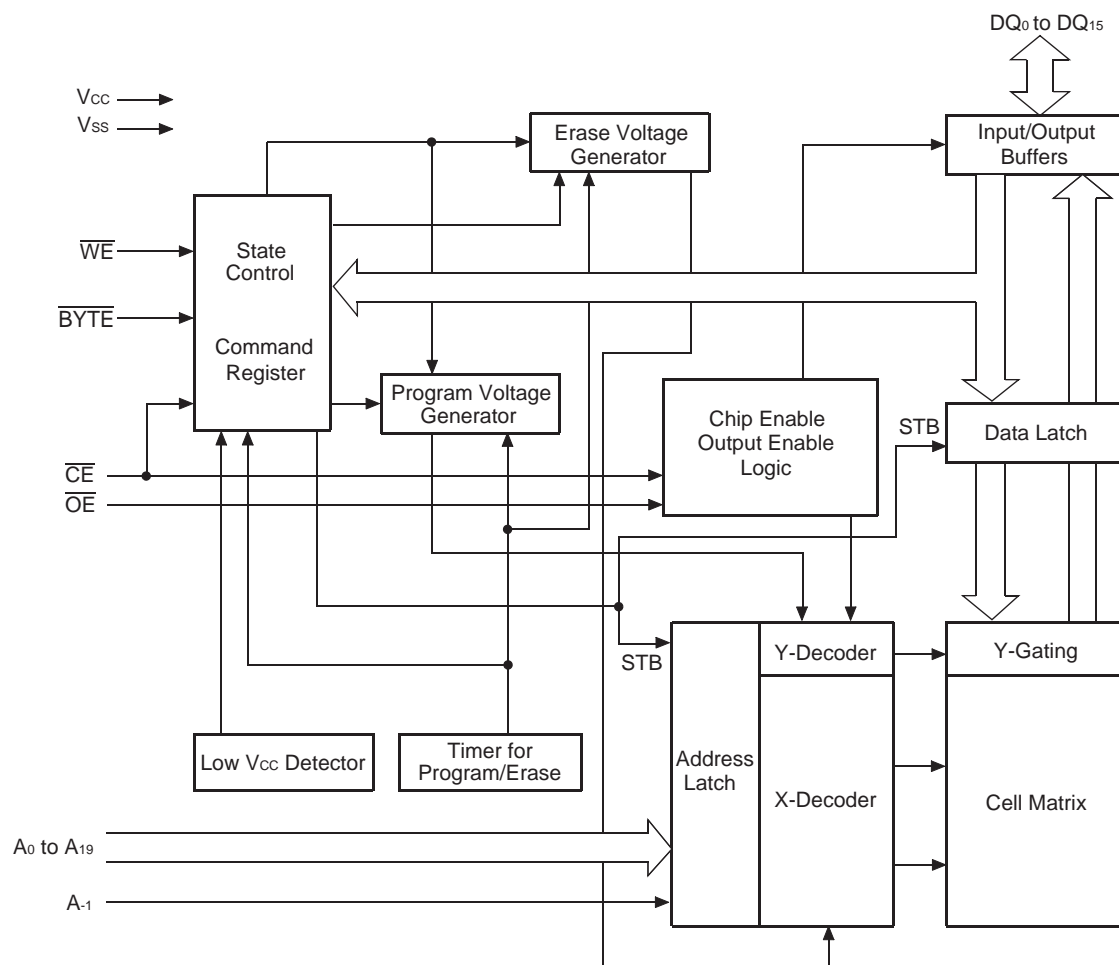 DQ0 to DQ15
VCC
VSS
Erase Voltage
Generator
Input/Output
Buffers
WE
State
Control
BYTE
Command
Register
Program Voltage
Generator
Chip Enable
Output Enable
Logic
STB
Data Latch
CE
OE
STB
Y-Decoder
Y-Gating
Low VCC Detector
Timer for
Program/Erase
Address
Latch
X-Decoder
Cell Matrix
A0 to A19
A-1